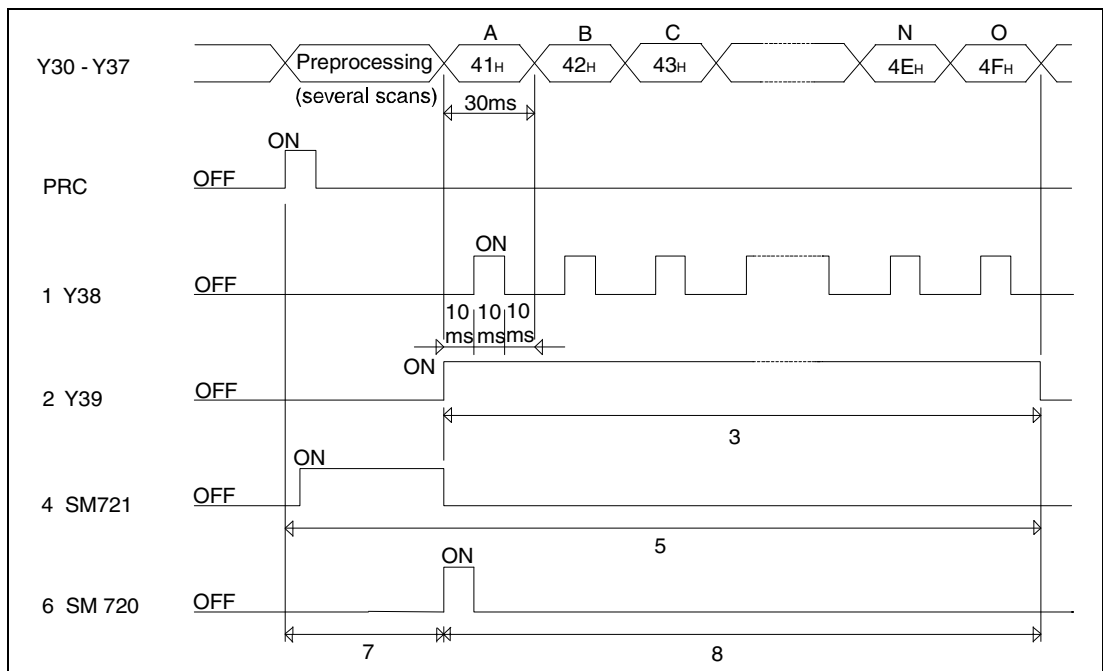 A B C N O
Y30 - Y37 Preprocessing 41H 42H 43H 4EH 4FH
(several scans) 30ms
ON
PRC OFF
ON
1 Y38 OFF
10 10 10
ms ms ms
ON
2 Y39 OFF
3
ON
4 SM721 OFF
5
ON
6 SM 720 OFF
7 8